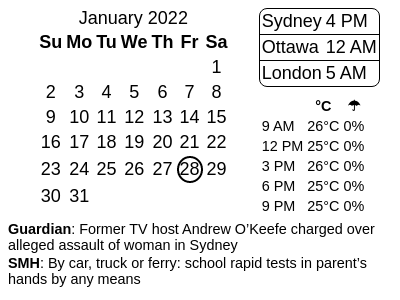 January 2022
Su Mo Tu We Th Fr Sa
1
2 3 4 5 6 7 8
9 10 11 12 13 14 15
16 17 18 19 20 21 22
23 24 25 26 27 28 29
30 31
Sydney 4 PM
Ottawa 12 AM
London 5 AM
°C ☂
9 AM 26°C 0%
12 PM 25°C 0%
3 PM 26°C 0%
6 PM 25°C 0%
9 PM 25°C 0%
Guardian: Former TV host Andrew O’Keefe charged over
alleged assault of woman in Sydney
SMH: By car, truck or ferry: school rapid tests in parent’s
hands by any means